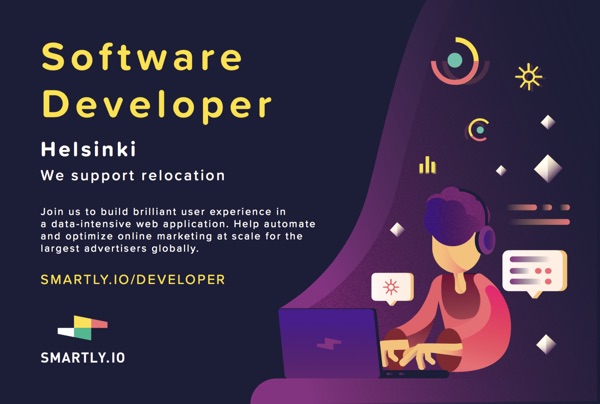 Software
Developer
Helsinki
We support relocation
Join us to build brilliant user experience in
a data-intensive web application. Help automate
and optimize online marketing at scale for the
largest advertisers globally.
SMARTLY.IO/DEVELOPER
SMARTLY.IO